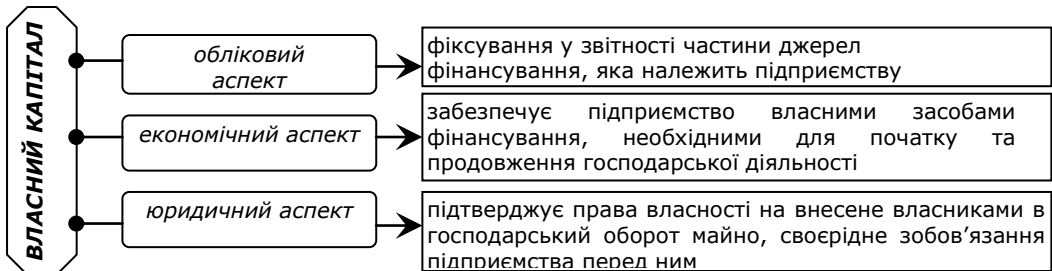 ВЛАСНИЙ КАПІТАЛ
обліковий
аспект
фіксування у звітності частини джерел
фінансування, яка належить підприємству
економічний аспект
забезпечує підприємство власними засобами
фінансування, необхідними для початку та
продовження господарської діяльності
юридичний аспект
підтверджує права власності на внесене власниками в
господарський оборот майно, своєрідне зобов’язання
підприємства перед ним